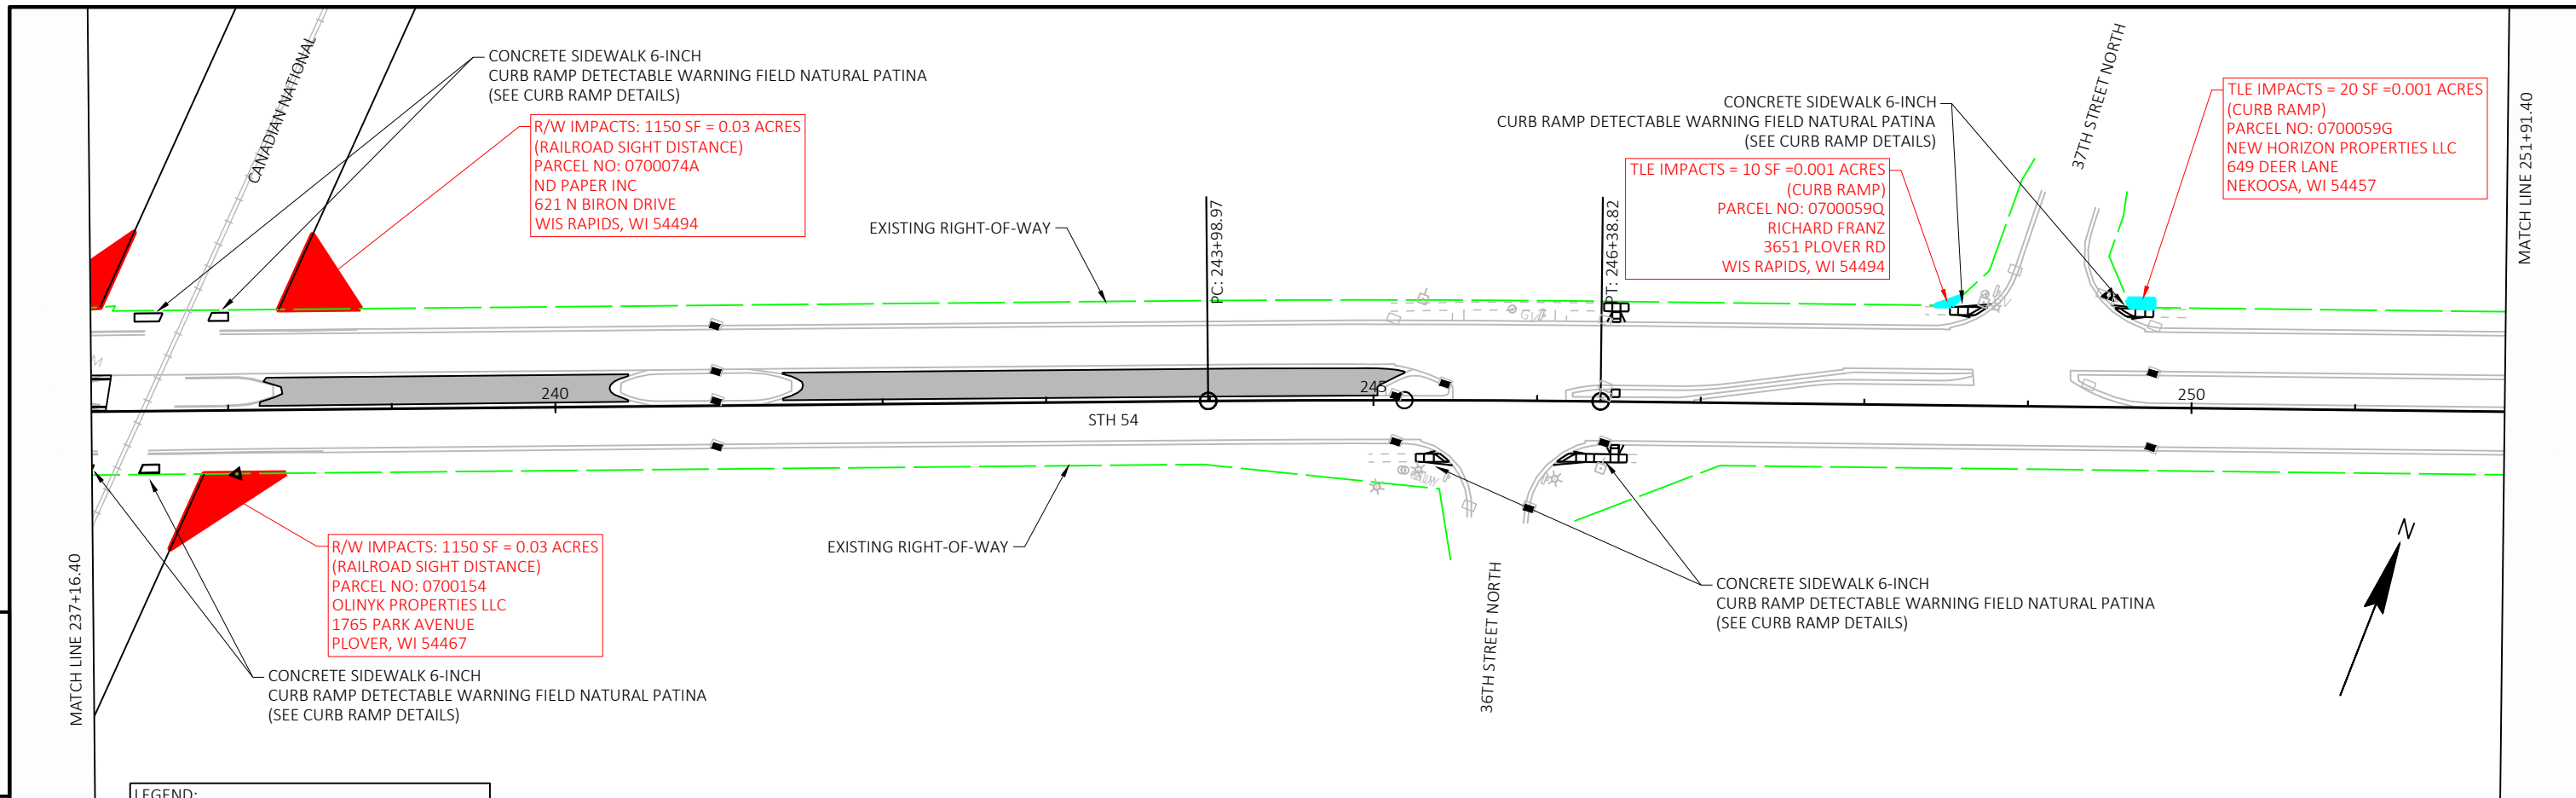 CONCRETE SIDEWALK 6-INCH
CURB RAMP DETECTABLE WARNING FIELD NATURAL PATINA
(SEE CURB RAMP DETAILS)
CANADIAN NATIONAL
R/W IMPACTS: 1150 SF = 0.03 ACRES
(RAILROAD SIGHT DISTANCE)
PARCEL NO: 0700074A
ND PAPER INC
621 N BIRON DRIVE
WIS RAPIDS, WI 54494
EXISTING RIGHT-OF-WAY
PC: 243+98.97
CONCRETE SIDEWALK 6-INCH
CURB RAMP DETECTABLE WARNING FIELD NATURAL PATINA
(SEE CURB RAMP DETAILS)
TLE IMPACTS = 10 SF =0.001 ACRES
(CURB RAMP)
PARCEL NO: 0700059Q
RICHARD FRANZ
3651 PLOVER RD
WIS RAPIDS, WI 54494
PT: 246+38.82
37TH STREET NORTH
TLE IMPACTS = 20 SF =0.001 ACRES
(CURB RAMP)
PARCEL NO: 0700059G
NEW HORIZON PROPERTIES LLC
649 DEER LANE
NEKOOSA, WI 54457
MATCH LINE 251+91.40
GV
240
245
250
STH 54
MATCH LINE 237+16.40
R/W IMPACTS: 1150 SF = 0.03 ACRES
(RAILROAD SIGHT DISTANCE)
PARCEL NO: 0700154
OLINYK PROPERTIES LLC
1765 PARK AVENUE
PLOVER, WI 54467
EXISTING RIGHT-OF-WAY
36TH STREET NORTH
CONCRETE SIDEWALK 6-INCH
CURB RAMP DETECTABLE WARNING FIELD NATURAL PATINA
(SEE CURB RAMP DETAILS)
N
CONCRETE SIDEWALK 6-INCH
CURB RAMP DETECTABLE WARNING FIELD NATURAL PATINA
(SEE CURB RAMP DETAILS)
LEGEND: